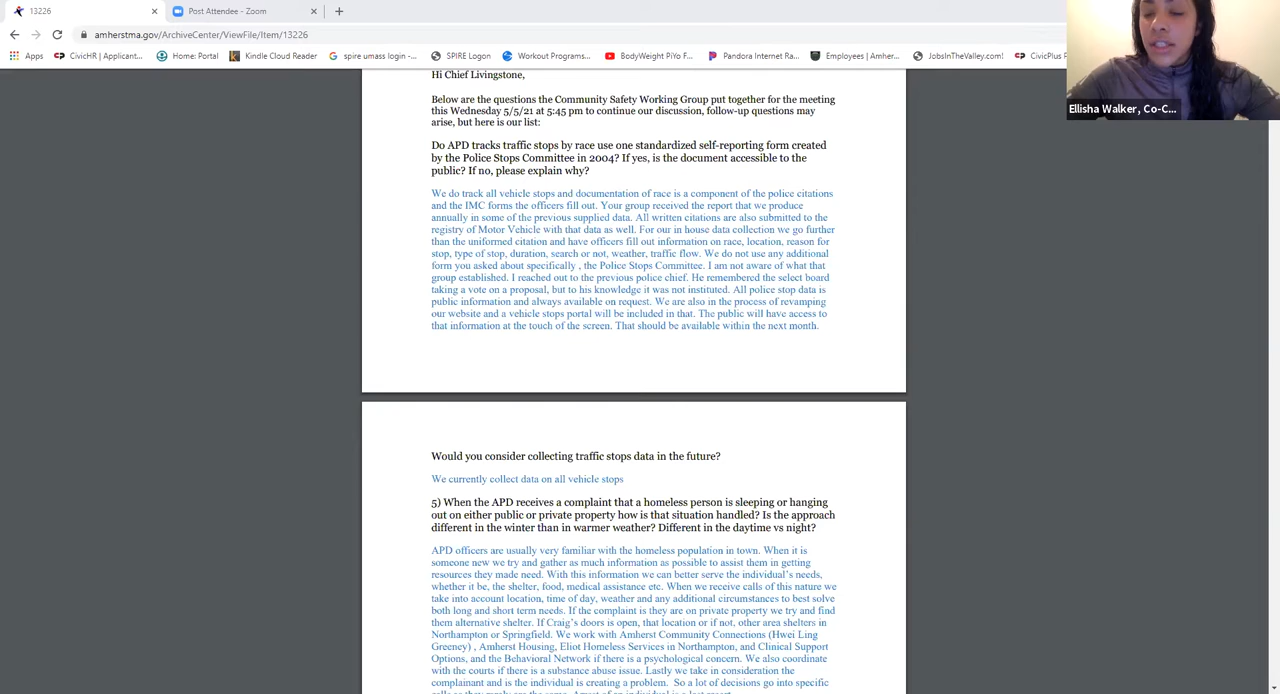 13226
Post Attendee - Zoom
amherstma.gov/ArchiveCenter/ViewFile/Item/13226
Apps
CivicHR | Applicant...
Home: Portal
Kindle Cloud Reader
spire umass login -...
SPIRE Logon
Workout Programs...
BodyWeight PiYo F...
Pandora Internet Ra...
Employees | Amher...
JobsInTheValley.com!
CivicPlus P
Ellisha Walker, Co-C...
Hi Chief Livingstone,
Below are the questions the Community Safety Working Group put together for the meeting
this Wednesday 5/5/21 at 5:45 pm to continue our discussion, follow-up questions may
arise, but here is our list:
Do APD tracks traffic stops by race use one standardized self-reporting form created
by the Police Stops Committee in 2004? If yes, is the document accessible to the
public? If no, please explain why?
We do track all vehicle stops and documentation of race is a component of the police citations
and the IMC forms the officers fill out. Your group received the report that we produce
annually in some of the previous supplied data. All written citations are also submitted to the
registry of Motor Vehicle with that data as well. For our in house data collection we go further
than the uniformed citation and have officers fill out information on race, location, reason for
stop, type of stop, duration, search or not, weather, traffic flow. We do not use any additional
form you asked about specifically , the Police Stops Committee. I am not aware of what that
group established. I reached out to the previous police chief. He remembered the select board
taking a vote on a proposal, but to his knowledge it was not instituted. All police stop data is
public information and always available on request. We are also in the process of revamping
our website and a vehicle stops portal will be included in that. The public will have access to
that information at the touch of the screen. That should be available within the next month.
Would you consider collecting traffic stops data in the future?
We currently collect data on all vehicle stops
5) When the APD receives a complaint that a homeless person is sleeping or hanging
out on either public or private property how is that situation handled? Is the approach
different in the winter than in warmer weather? Different in the daytime vs night?
APD officers are usually very familiar with the homeless population in town. When it is
someone new we try and gather as much information as possible to assist them in getting
resources they made need. With this information we can better serve the individual's needs,
whether it be, the shelter, food, medical assistance etc. When we receive calls of this nature we
take into account location, time of day, weather and any additional circumstances to best solve
both long and short term needs. If the complaint is they are on private property we try and find
them alternative shelter. If Craig's doors is open, that location or if not, other area shelters in
Northampton or Springfield. We work with Amherst Community Connections (Hwei Ling
Greeney) , Amherst Housing, Eliot Homeless Services in Northampton, and Clinical Support
Options, and the Behavioral Network if there is a psychological concern. We also coordinate
with the courts if there is a substance abuse issue. Lastly we take in consideration the
complainant and is the individual is creating a problem. So a lot of decisions go into specific